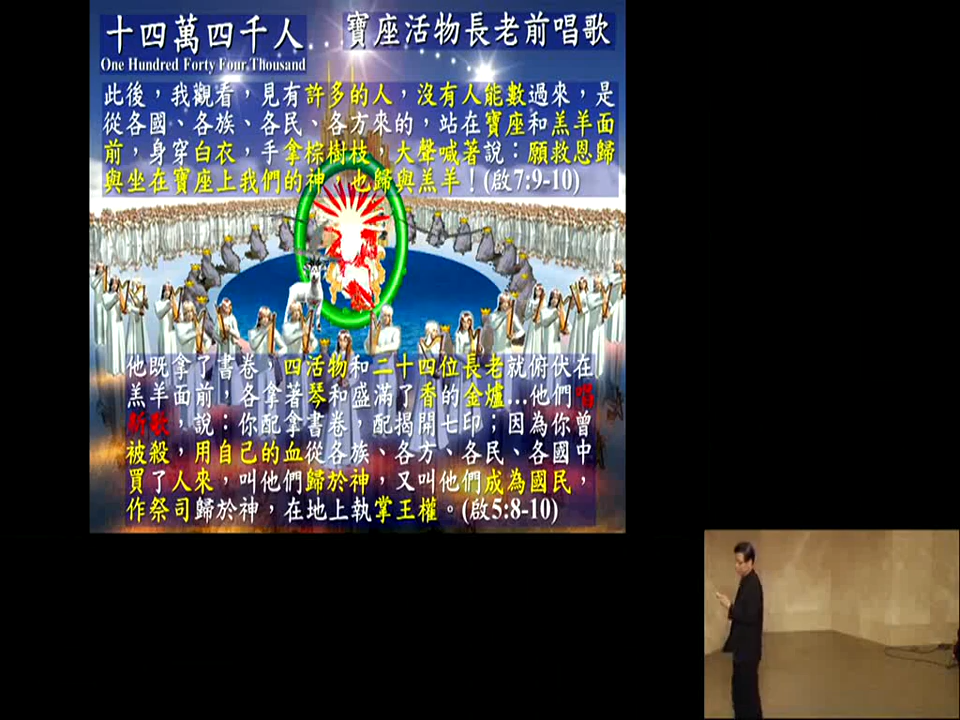 十四萬四千人
One Hundred Forty Four Thousand
寶座活物長老前唱歌
此後，我觀看，見有許多的人，沒有人能數過來，是
從各國、各族、各民、各方來的，站在寶座和羔羊面
前，身穿白衣，手拿棕樹枝，大聲喊著說：願救恩歸
與坐在寶座上我們的神，也歸與羔羊！(啟7:9-10)
他既拿了書卷，四活物和二十四位長老就俯伏在
羔羊面前，各拿著琴和盛滿了香的金爐...他們唱
新歌，說：你配拿書卷，配揭開七印；因為你曾
被殺，用自己的血從各族、各方、各民、各國中
買了人來，叫他們歸於神，又叫他們成為國民，
作祭司歸於神，在地上執掌王權。(啟5:8-10)